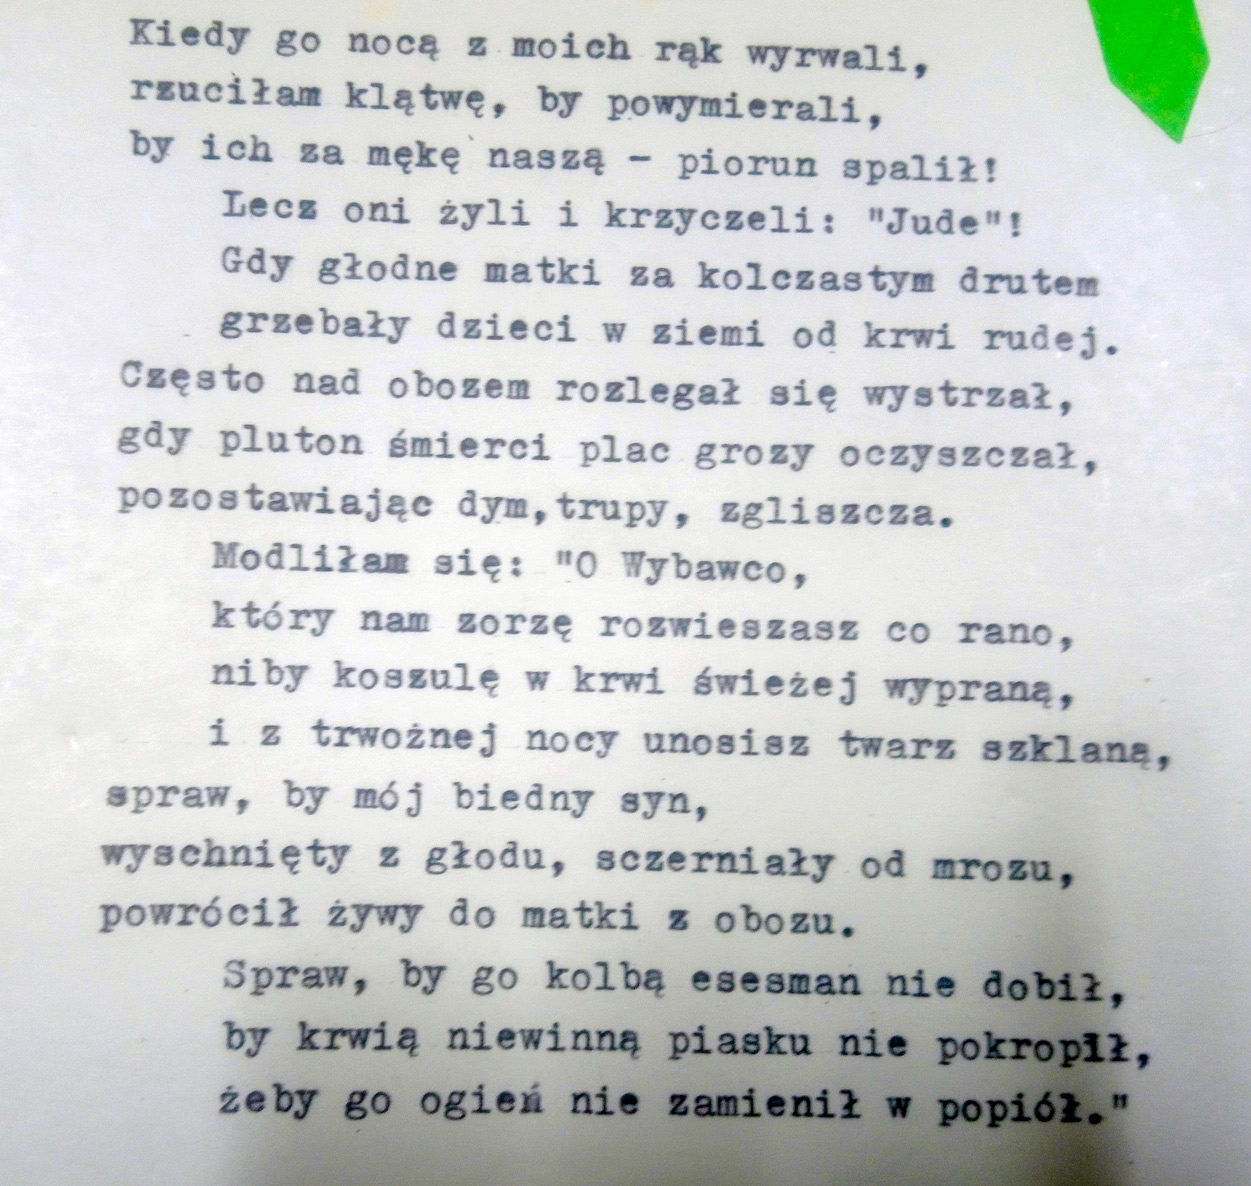 Kiedy go nocą z moich rąk wyrwali,
rzuciłam klątwę, by powymierali,
by ich za mękę naszą - piorun spalił!
Lecz oni żyli i krzyczeli: "Jude"!
Gdy głodne matki za kolczastym drutem
grzebały dzieci w ziemi od krwi rudej.
Często nad obozem rozlegał się wystrzał,
gdy pluton śmierci plac grozy oczyszczał,
pozostawiając dym,trupy, zgliszcza.
Modliłam się: "O Wybawco,
który nam zorzę rozwieszasz co rano,
niby koszulę w krwi świeżej wypraną,
i z trwożnej nocy unosisz twarz szklaną,
spraw, by mój biedny syn,
wyschnięty z głodu, sczerniały od mrozu,
powrócił żywy do matki z obozu.
Spraw, by go kolbą esesman nie dobił,
by krwią niewinną piasku nie pokropił,
żeby go ogień nie zamienił w popiół."